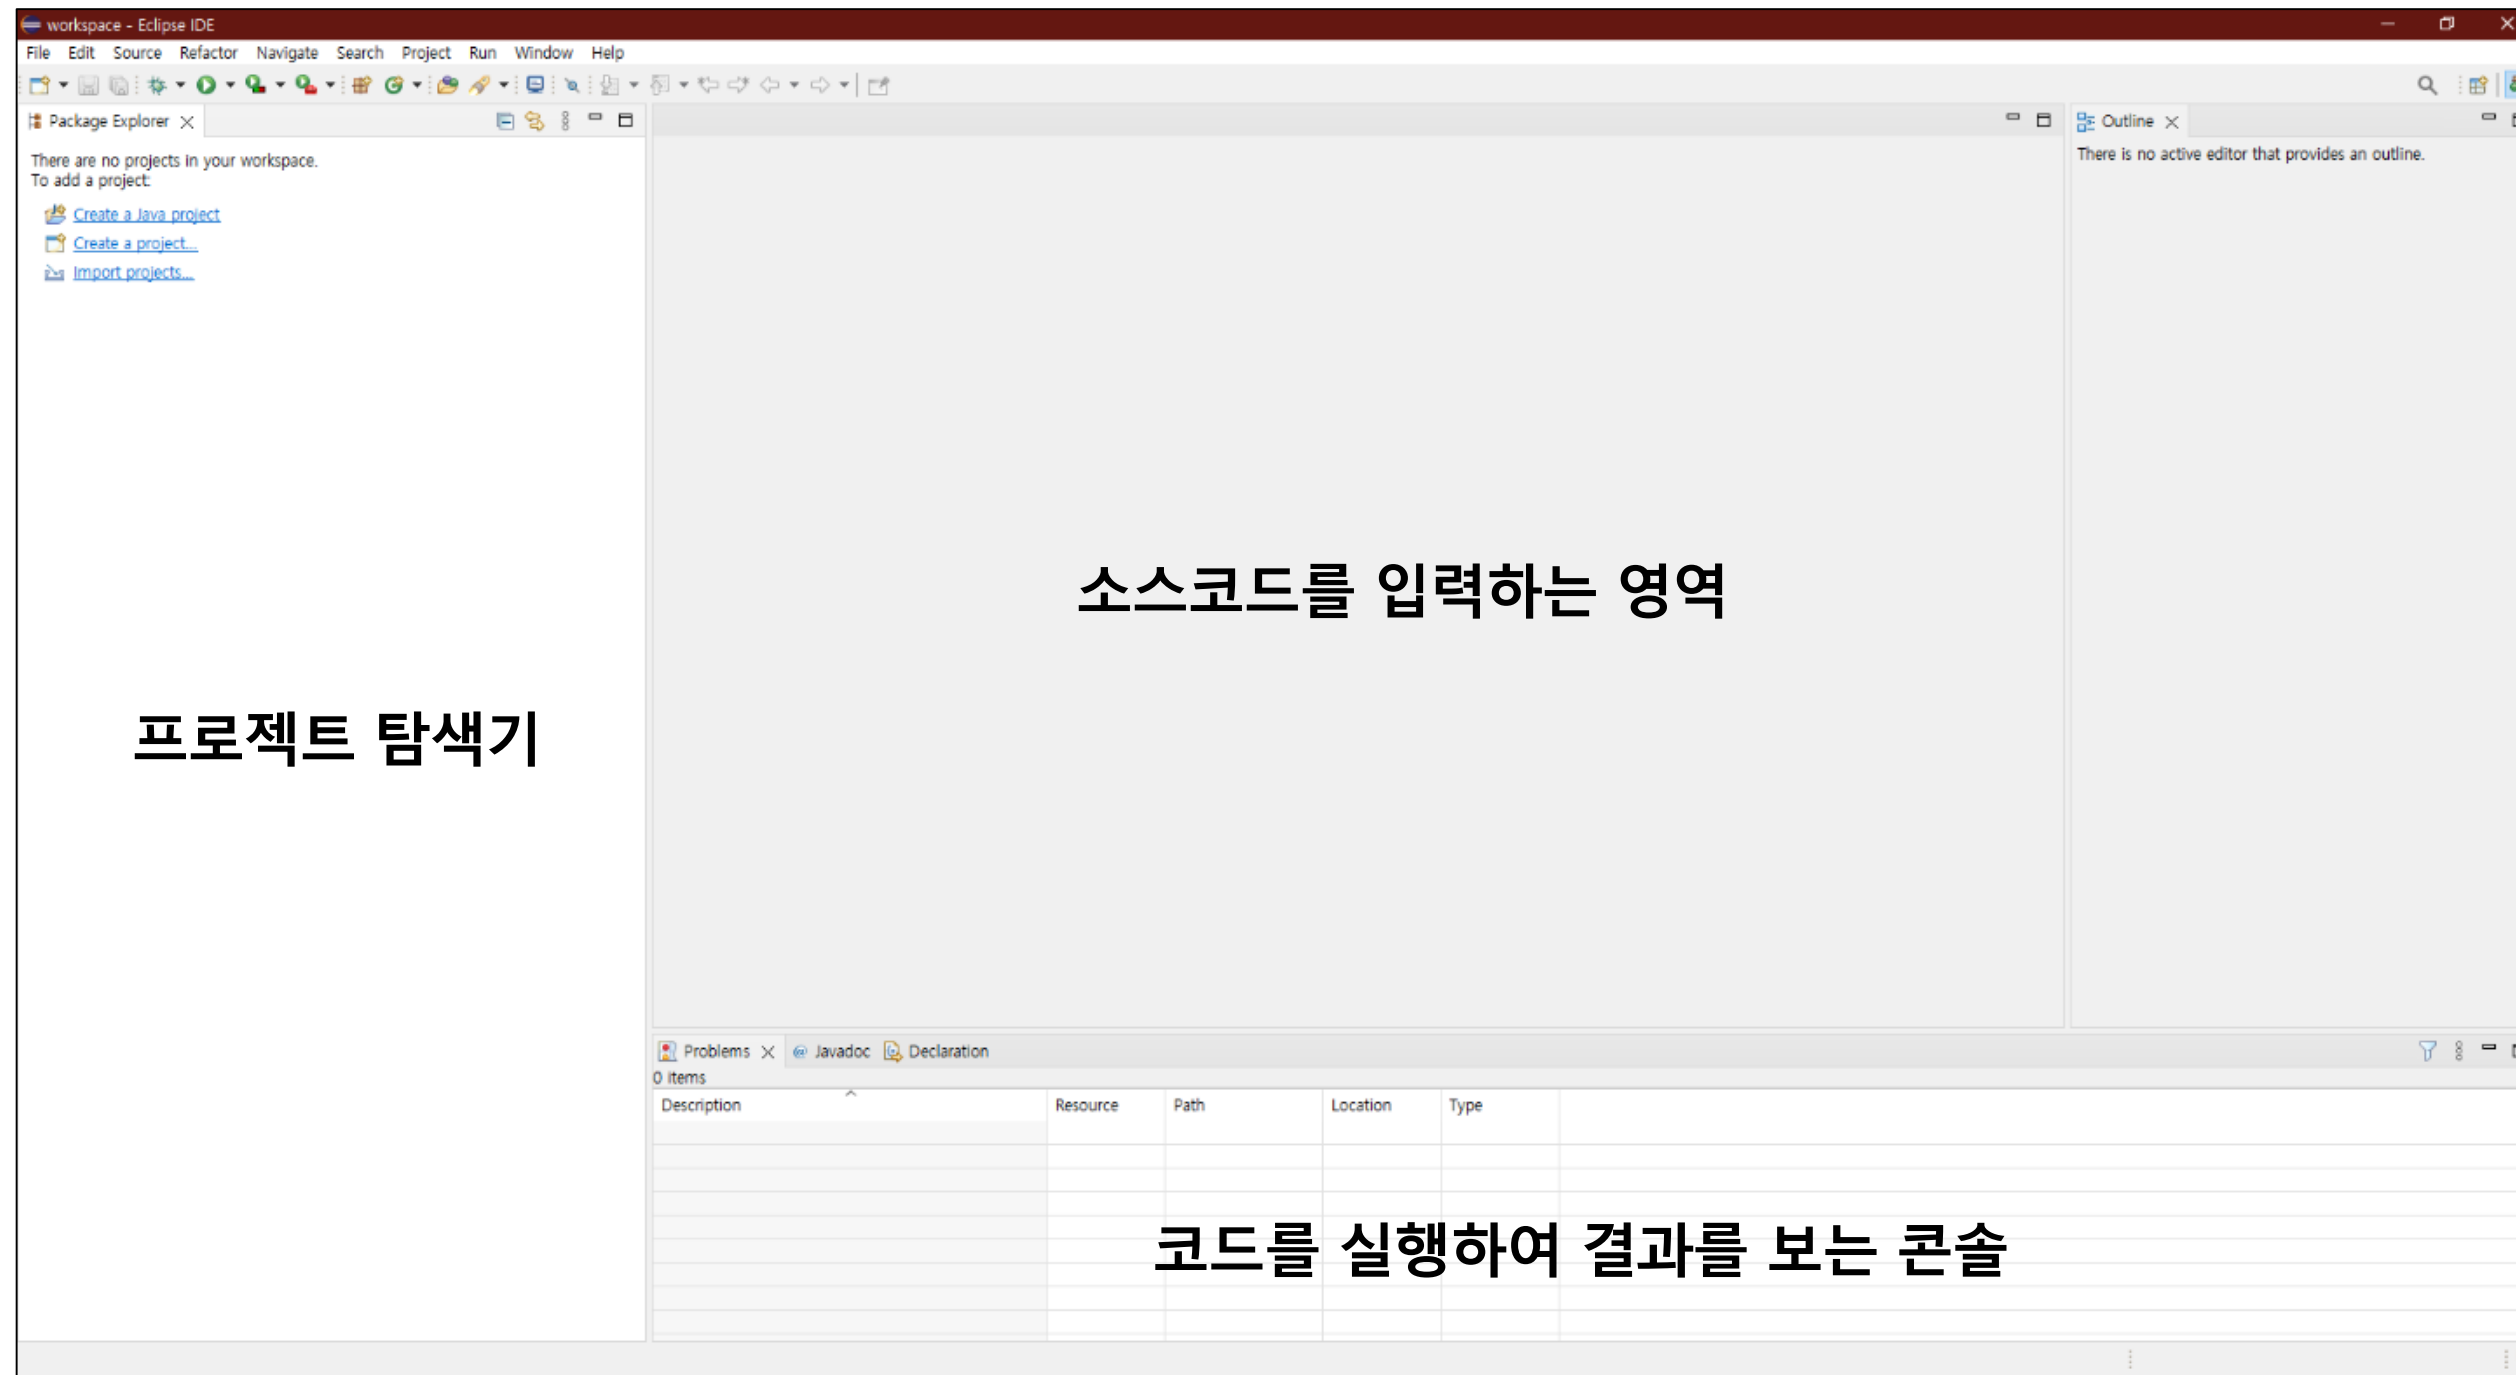 workspace - Eclipse IDE
File Edit Source Refactor Navigate Search Project Run Window Help
Package Explorer
Outline
There are no projects in your workspace.
To add a project:
There is no active editor that provides an outline.
Create a Java project
Create a project...
Import projects...
소스코드를 입력하는 영역
프로젝트 탐색기
Problems @ Javadoc Declaration
0 items
Description Resource Path Location Type
코드를 실행하여 결과를 보는 콘솔